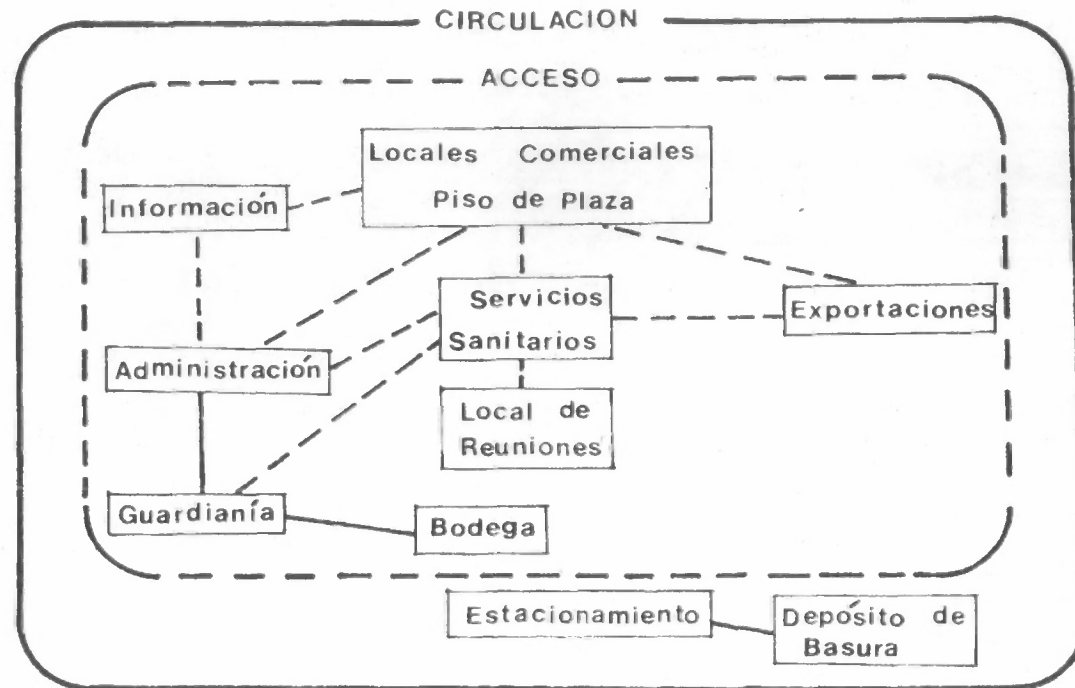 CIRCULACION
ACCESO
Locales Comerciales
Piso de Plaza
Información
Servicios
Sanitarios
Exportaciones
Administración
Local de
Reuniones
Guardianía
Bodega
Estacionamiento
Depósito de
Basura